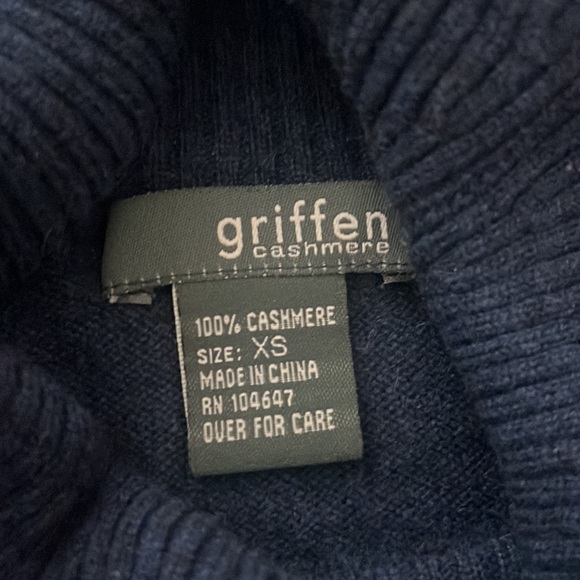 griffen
cashmere
100% CASHMERE
SIZE: XS
MADE IN CHINA
RN 104647
OVER FOR CARE